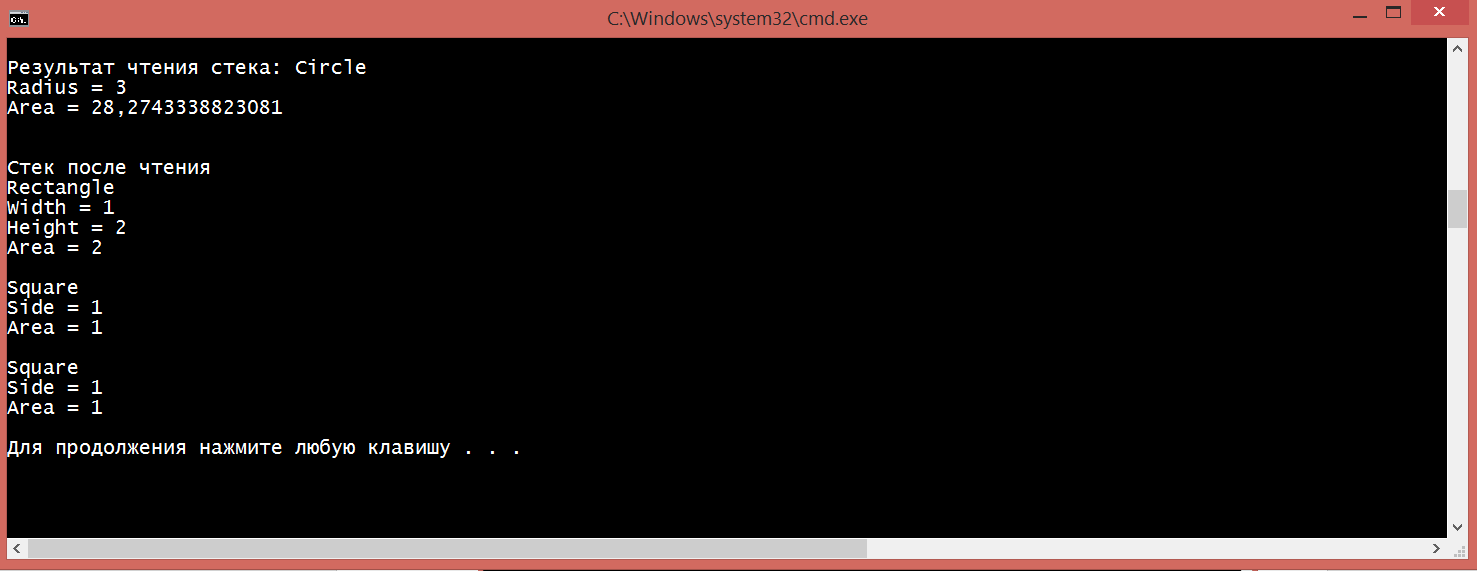 C:\Windows\system32\cmd.exe
Результат чтения стека: Circle
Radius = 3
Area = 28,2743338823081
Стек после чтения
Rectangle
Width = 1
Height = 2
Area = 2
Square
Side = 1
Area = 1
Square
Side = 1
Area = 1
Для продолжения нажмите любую клавишу . . .